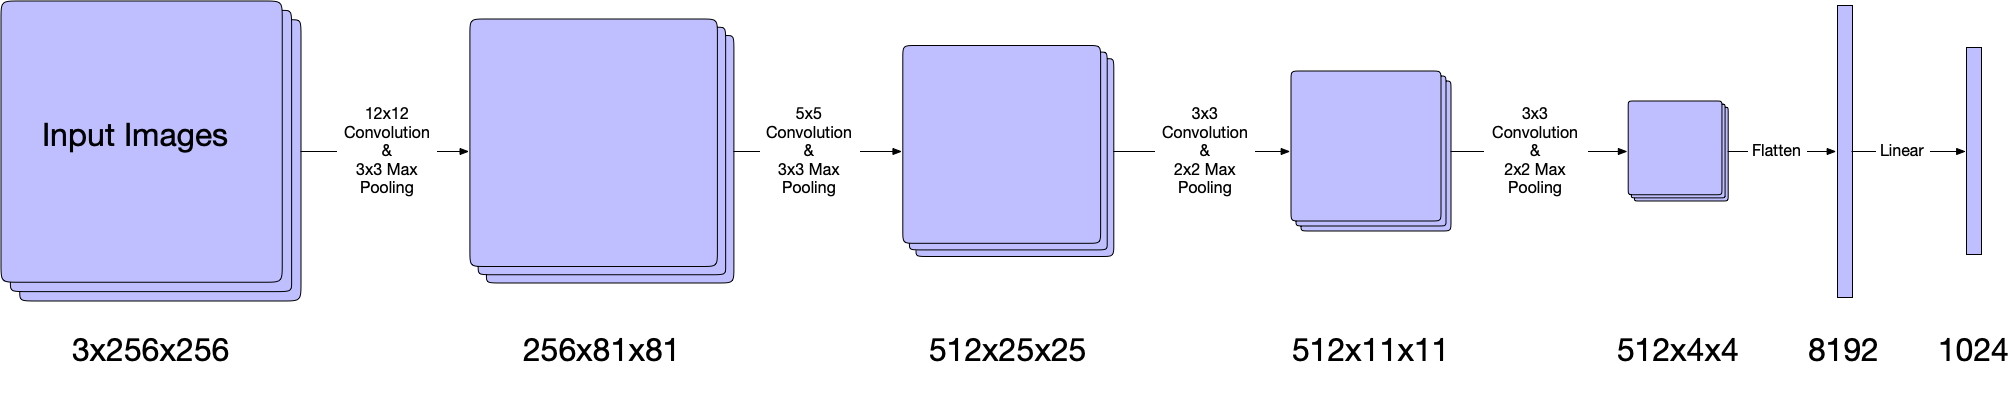 Input Images
12x12
Convolution
&
3x3 Max
Pooling
5x5
Convolution
&
3x3 Max
Pooling
3x3
Convolution
&
2x2 Max
Pooling
3x3
Convolution
&
2x2 Max
Pooling
Flatten
Linear
3x256x256
256x81x81
512x25x25
512x11x11
512x4x4
8192
1024